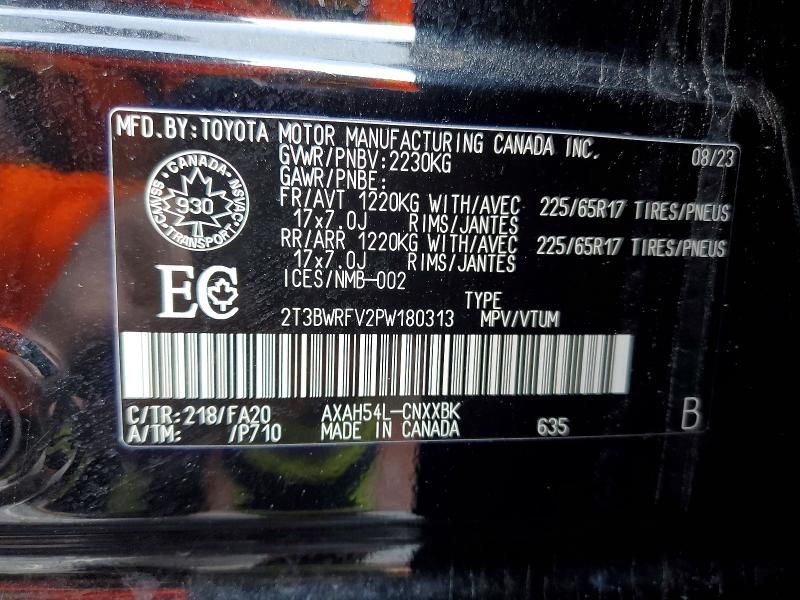 MFD.BY:TOYOTA MOTOR MANUFACTURING CANADA INC. 08/23
GVWR/PNBV:2230KG
GAWR/PNBE:
FR/AVT 1220KG WITH/AVEC 225/65R17 TIRES/PNEUS
17x7.0J RIMS/JANTES
RR/ARR 1220KG WITH/AVEC 225/65R17 TIRES/PNEUS
17x7.0J RIMS/JANTES
ICES/NMB-002
CANADA
CMVSS NSVAC
930
TRANSPORT
EC
TYPE
2T3BWRFV2PW180313 MPV/VTUM
C/TR:218/FA20 AXAH54L-CNXXBK
A/TM: /P710 MADE IN CANADA 635 B